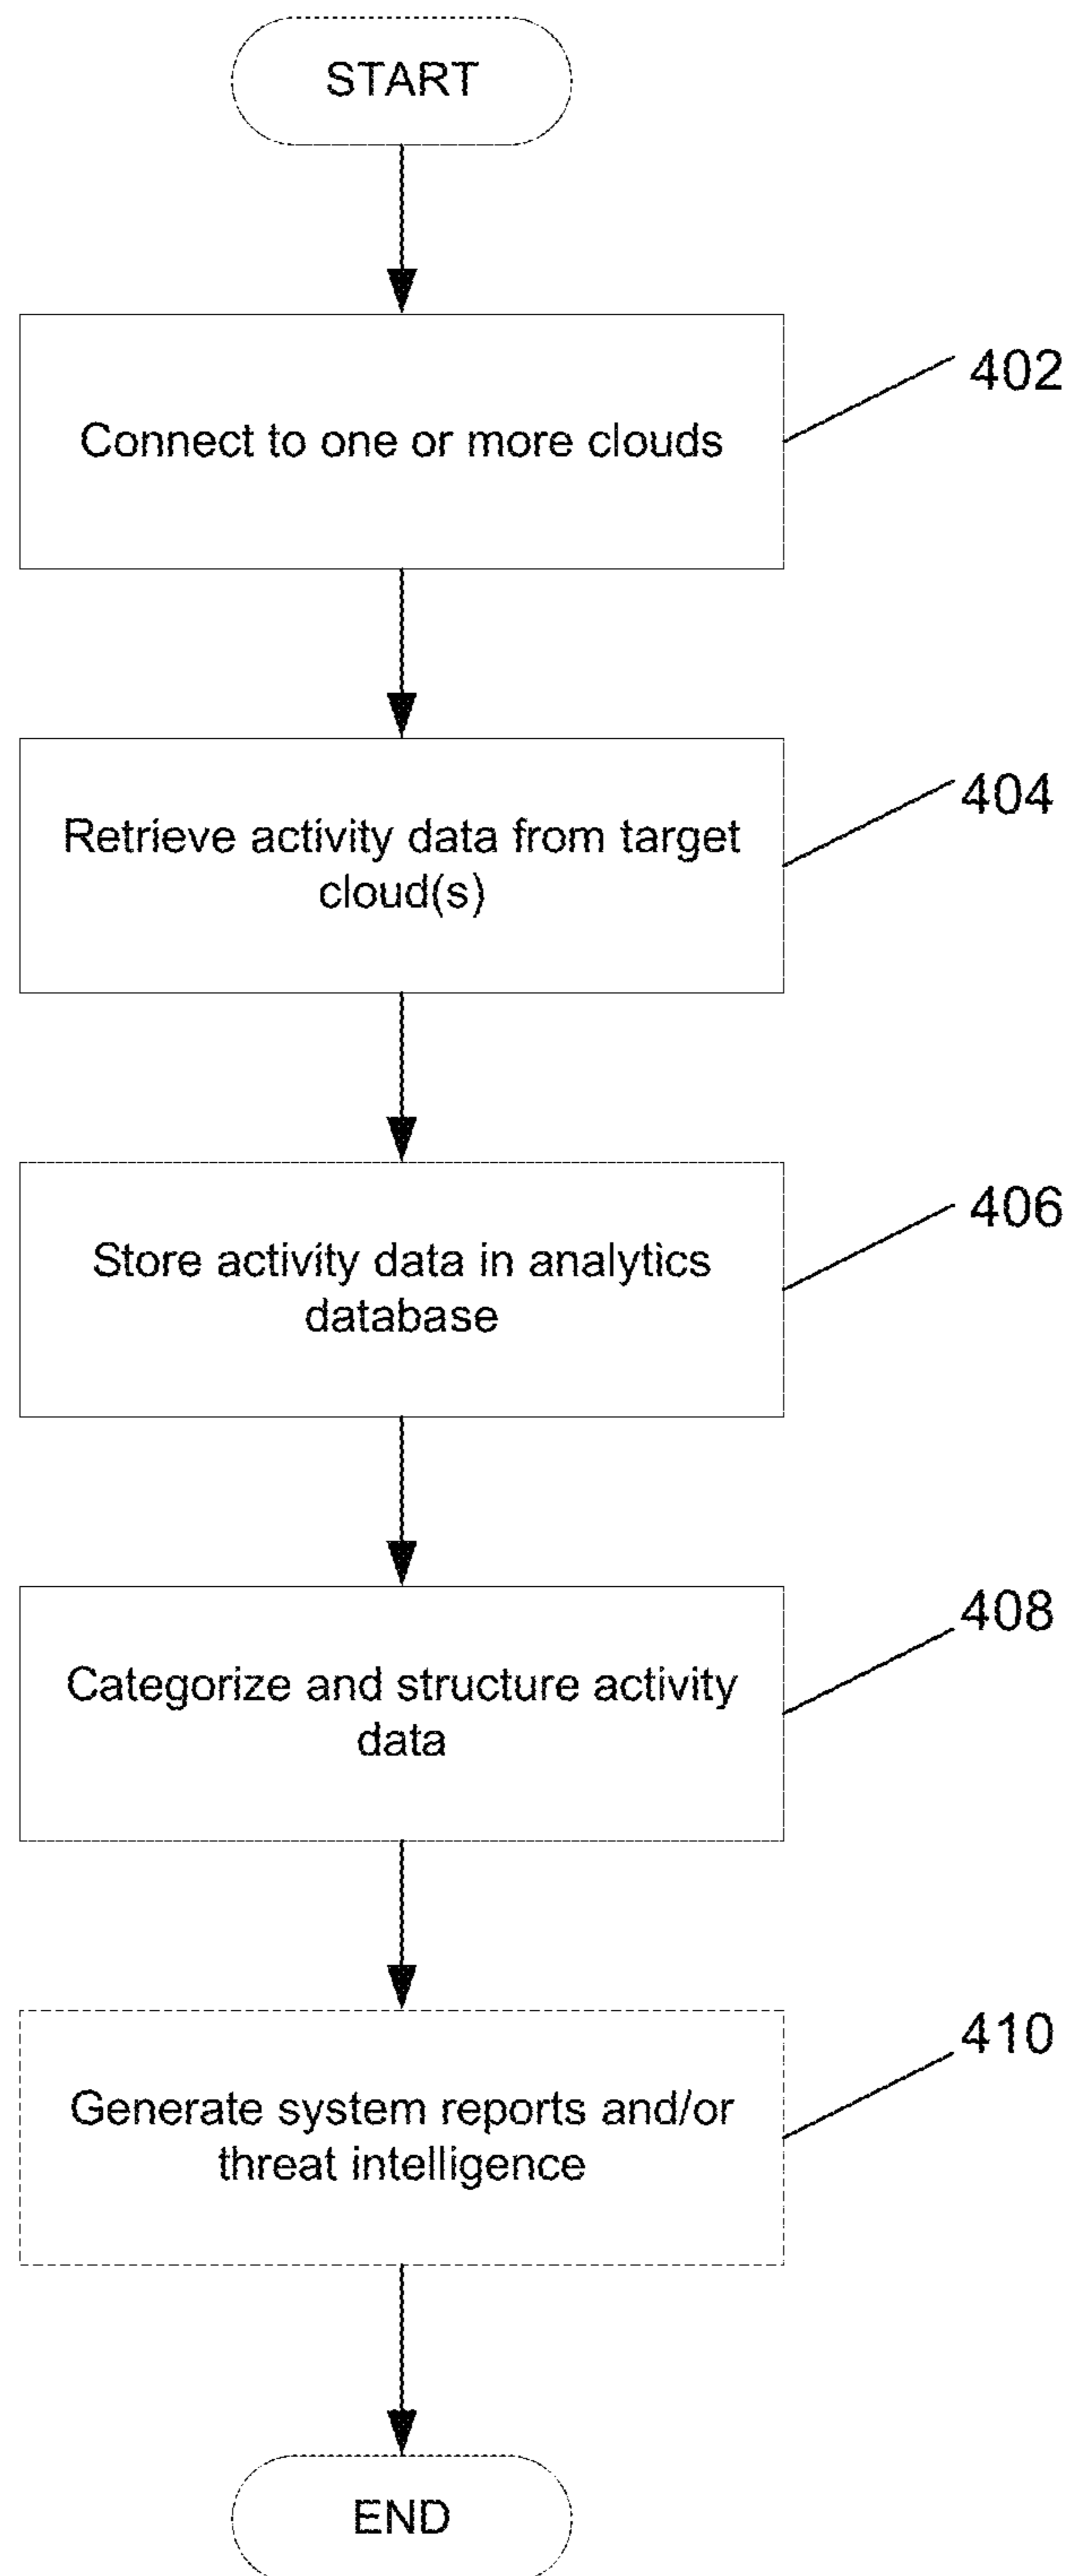 START
Connect to one or more clouds
402
Retrieve activity data from target
cloud(s)
404
Store activity data in analytics
database
406
Categorize and structure activity
data
408
Generate system reports and/or
threat intelligence
410
END